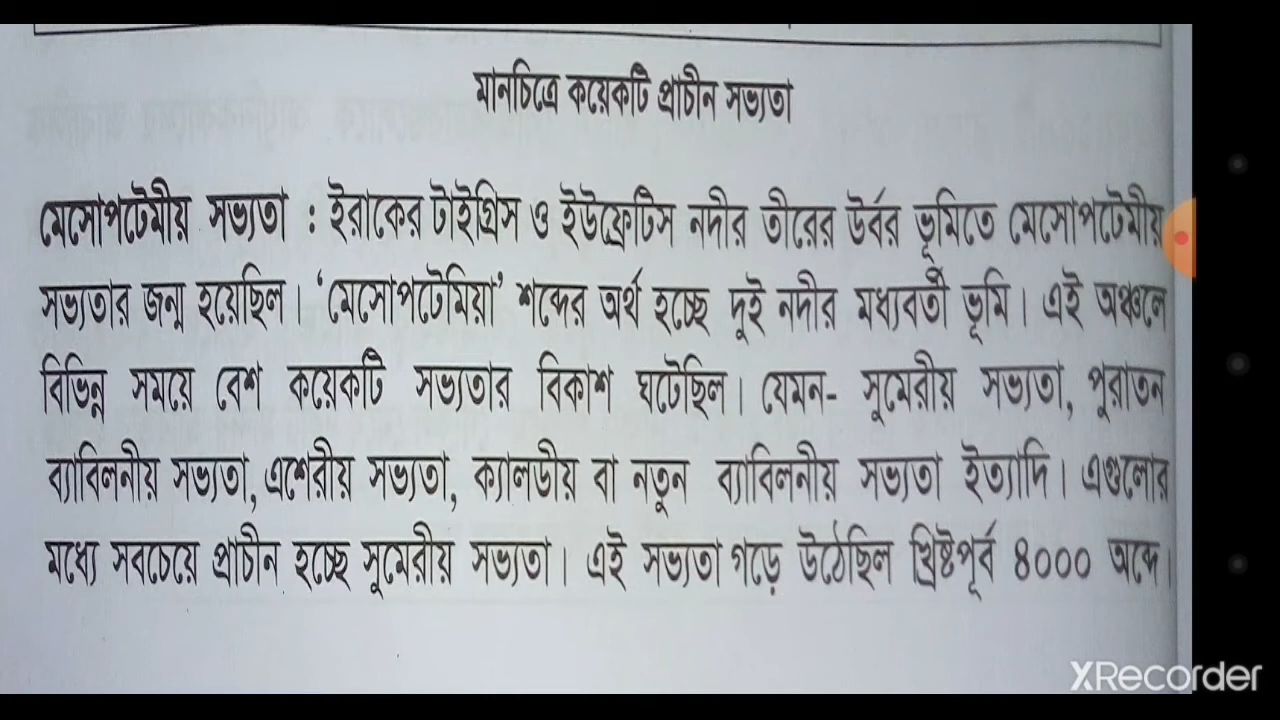 মানচিত্রে কয়েকটি প্রাচীন সভ্যতা
মেসোপটেমীয় সভ্যতা : ইরাকের টাইগ্রিস ও ইউফ্রেটিস নদীর তীরের উর্বর ভূমিতে মেসোপটেমীয়
সভ্যতার জন্ম হয়েছিল। ‘মেসোপটেমিয়া’ শব্দের অর্থ হচ্ছে দুই নদীর মধ্যবর্তী ভূমি। এই অঞ্চলে
বিভিন্ন সময়ে বেশ কয়েকটি সভ্যতার বিকাশ ঘটেছিল। যেমন- সুমেরীয় সভ্যতা, পুরাতন
ব্যাবিলনীয় সভ্যতা, এশেরীয় সভ্যতা, ক্যালডীয় বা নতুন ব্যাবিলনীয় সভ্যতা ইত্যাদি। এগুলোর
মধ্যে সবচেয়ে প্রাচীন হচ্ছে সুমেরীয় সভ্যতা। এই সভ্যতা গড়ে উঠেছিল খ্রিষ্টপূর্ব ৪০০০ অব্দে।
XRecorder